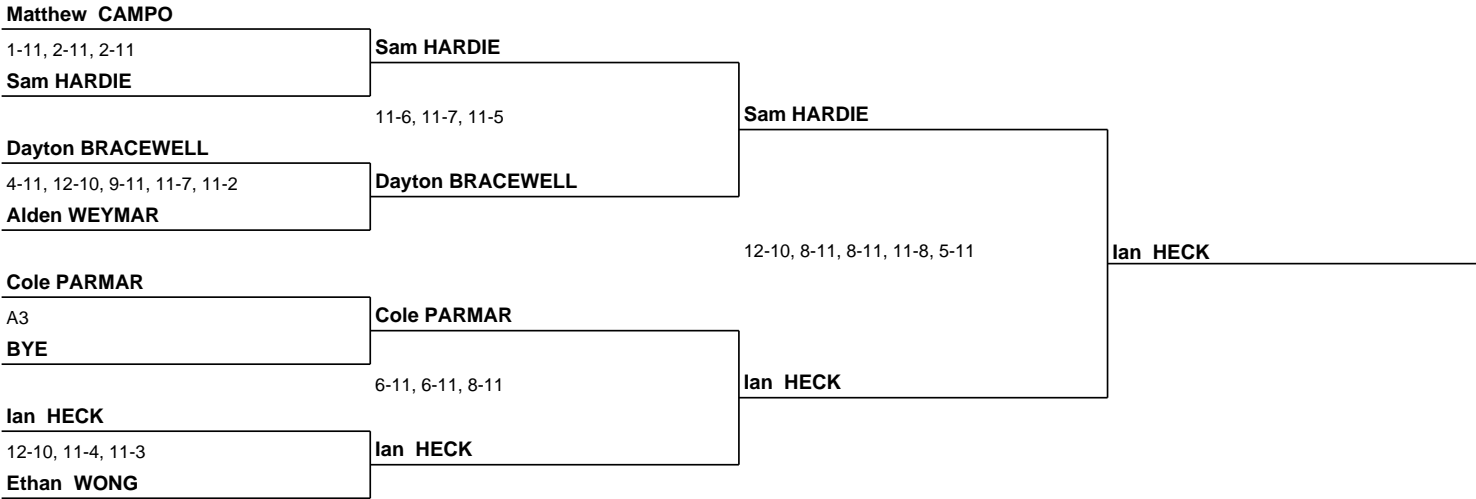 Matthew  CAMPO
1-11, 2-11, 2-11
Sam HARDIE
Sam HARDIE
11-6, 11-7, 11-5
Sam HARDIE
Dayton BRACEWELL
4-11, 12-10, 9-11, 11-7, 11-2
Dayton BRACEWELL
Alden WEYMAR
12-10, 8-11, 8-11, 11-8, 5-11
Ian  HECK
Cole PARMAR
A3
Cole PARMAR
BYE
6-11, 6-11, 8-11
Ian  HECK
Ian  HECK
12-10, 11-4, 11-3
Ian  HECK
Ethan  WONG